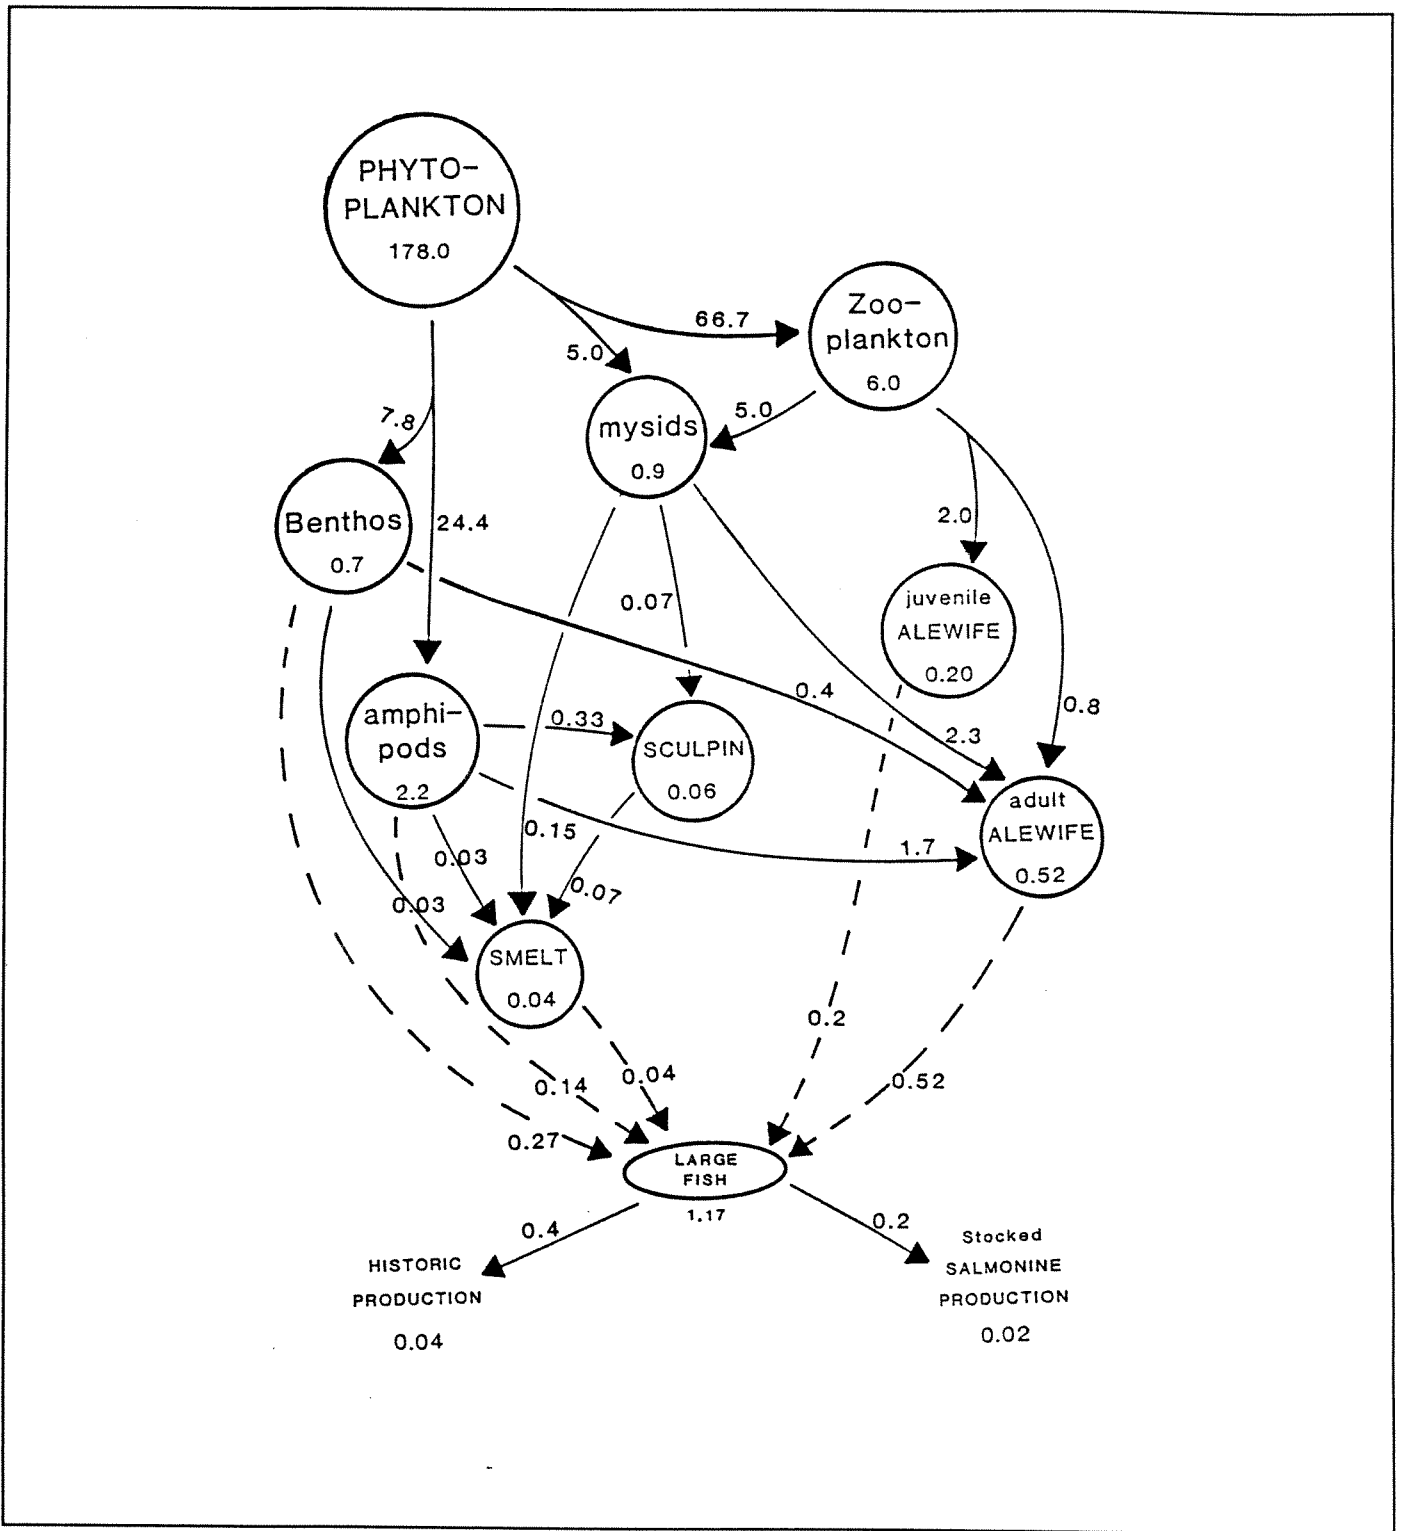 PHYTO-
PLANKTON
178.0
Zoo-
plankton
6.0
66.7
5.0
5.0
mysids
0.9
7.8
Benthos
0.7
24.4
2.0
juvenile
ALEWIFE
0.20
0.07
0.4
0.8
2.3
amphi-
pods
2.2
0.33
SCULPIN
0.06
adult
ALEWIFE
0.52
0.15
1.7
0.03
0.07
0.03
SMELT
0.04
0.2
0.14
0.04
0.52
0.27
LARGE
FISH
1.17
0.4
0.2
HISTORIC
PRODUCTION
0.04
Stocked
SALMONINE
PRODUCTION
0.02